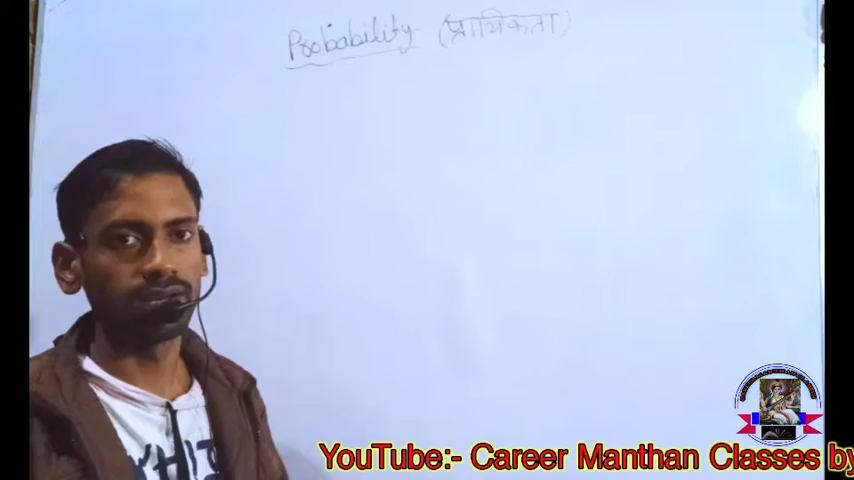 Probability (प्रायिकता)
YouTube:- Career Manthan Classes by